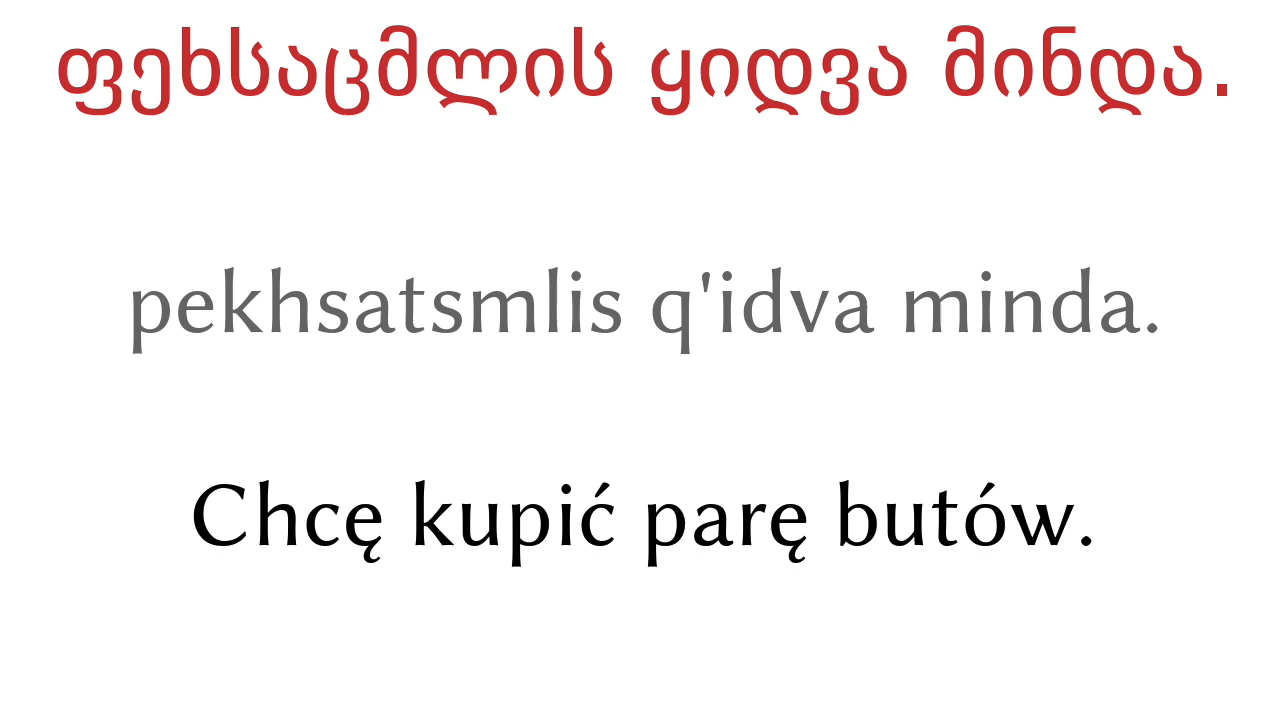 ფეხსაცმლის ყიდვა მინდა.
pekhsatsmlis q'idva minda.
Chcę kupić parę butów.